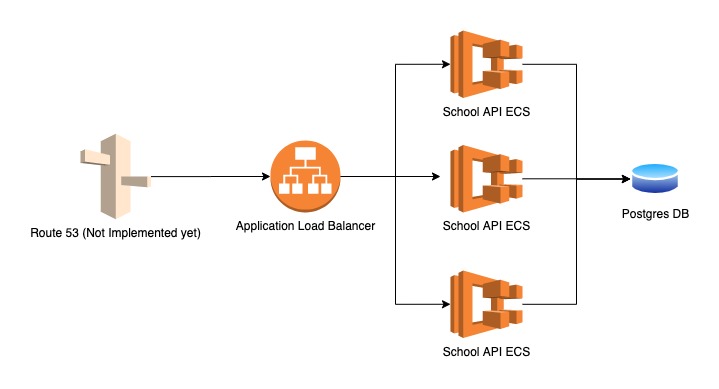 School API ECS
Route 53 (Not Implemented yet)
Application Load Balancer
School API ECS
Postgres DB
School API ECS